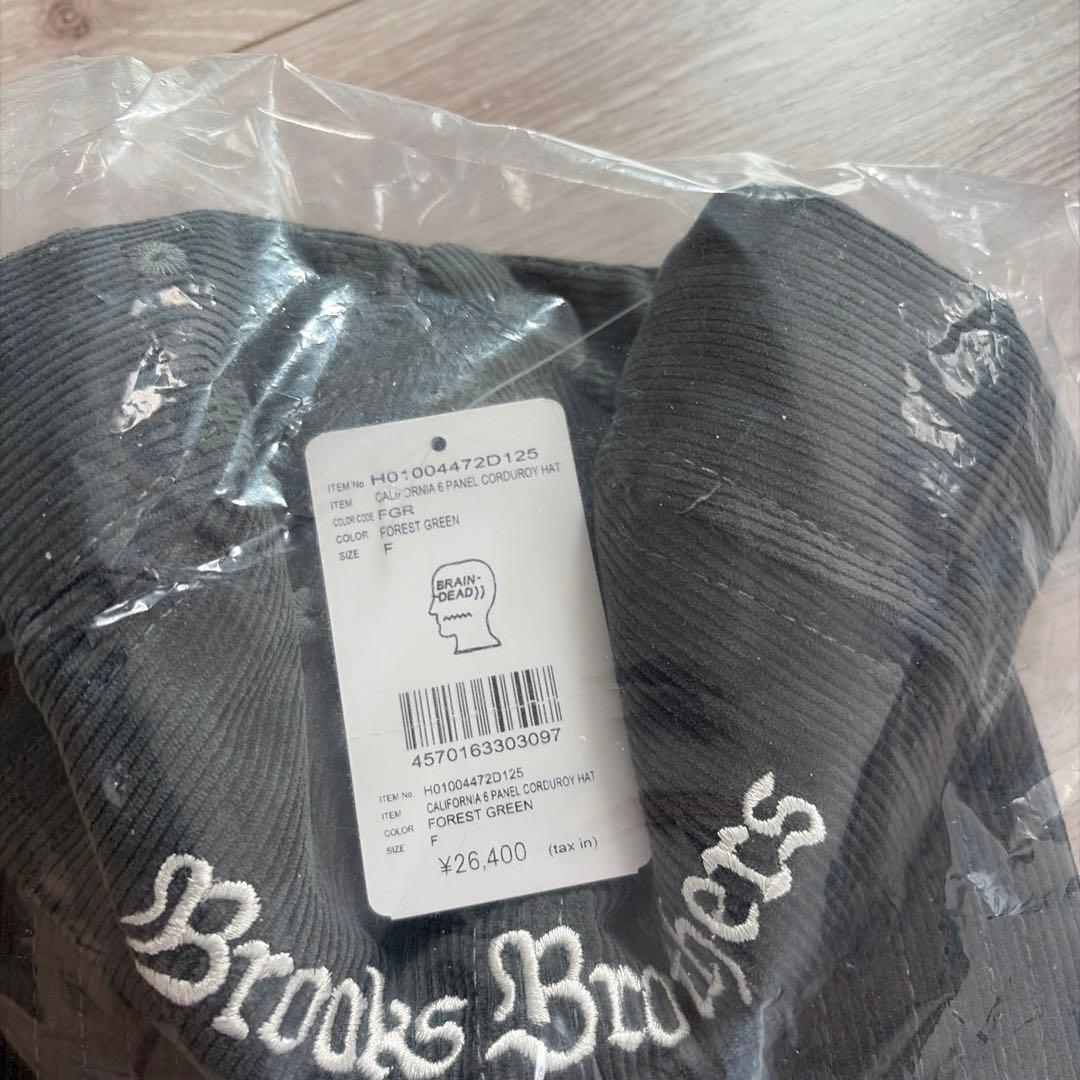 ITEM No H01004472D125
ITEM CALIFORNIA 6 PANEL CORDUROY HAT
COLOR CODE FGR
COLOR FOREST GREEN
SIZE F
BRAIN-
DEAD))
4570163303097
ITEM No H01004472D125
ITEM CALIFORNIA 6 PANEL CORDUROY HAT
COLOR FOREST GREEN
SIZE F
¥26,400 (tax in)
Brooks Brothers